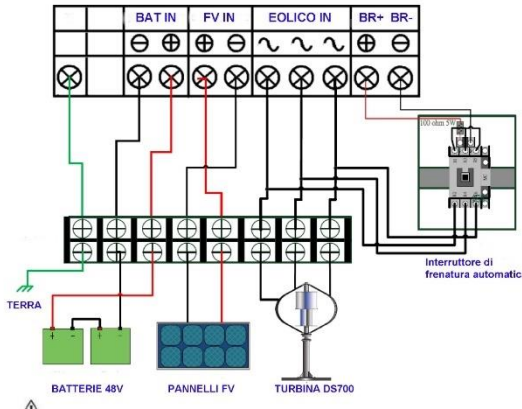 BAT IN FV IN EOLICO IN BR+ BR-
100 ohm 5W
Interruttore di
frenatura automatic
TERRA
+ - + -
BATTERIE 48V PANNELLI FV TURBINA DS700